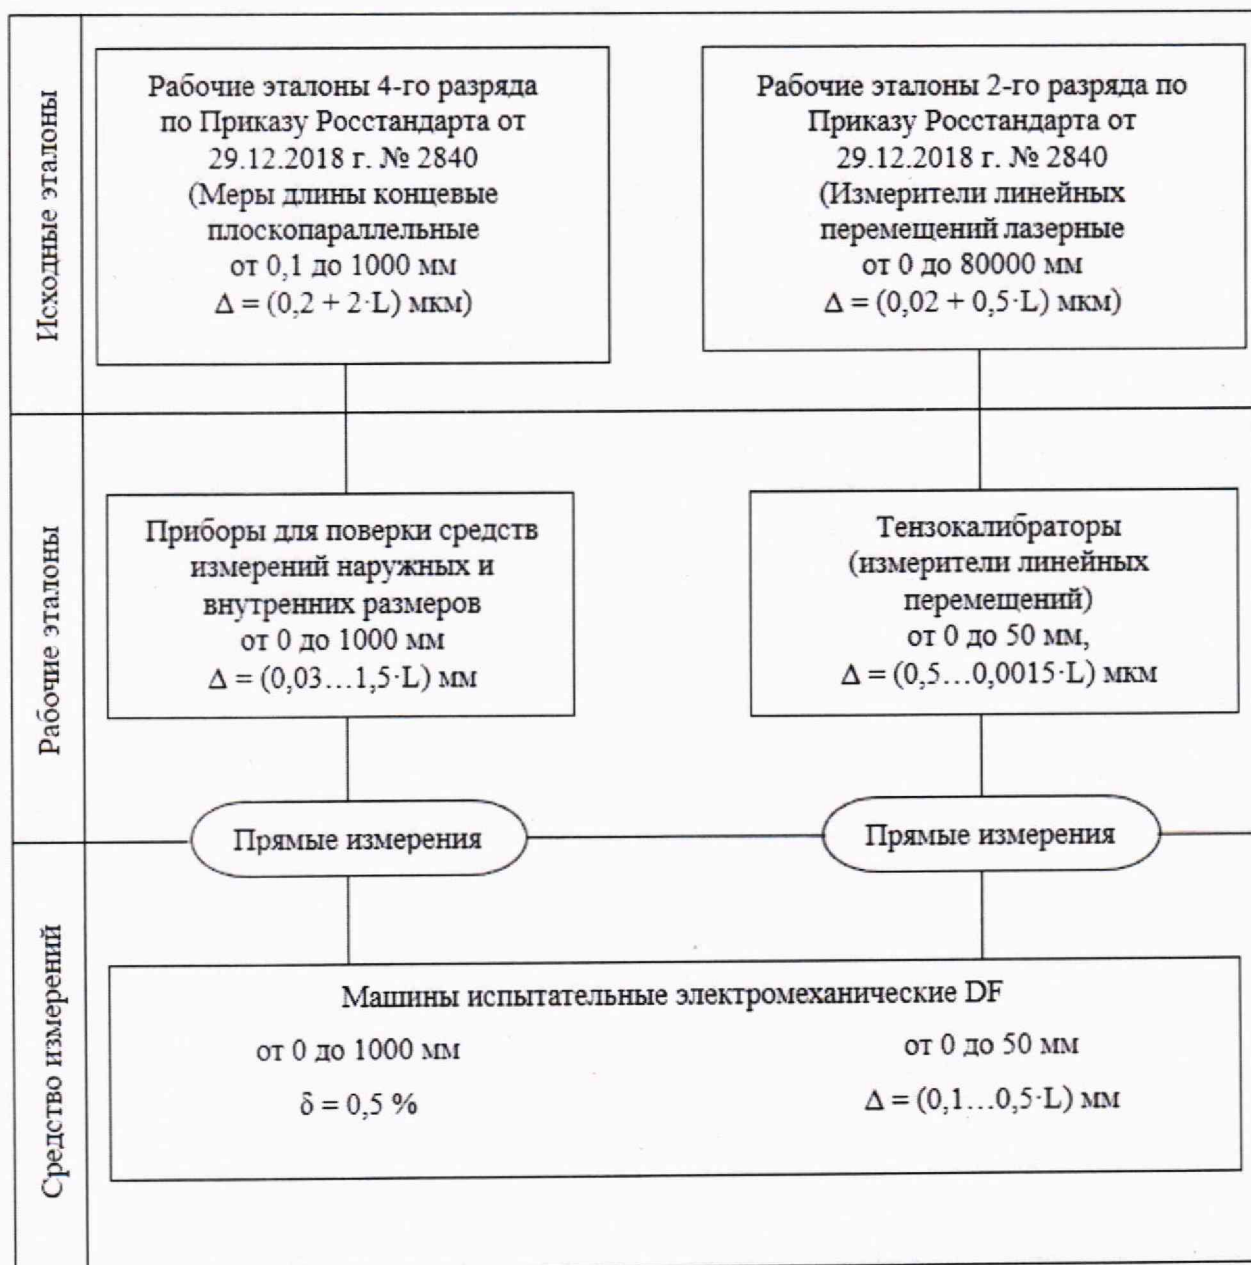 Исходные эталоны
Рабочие эталоны 4-го разряда
по Приказу Росстандарта от
29.12.2018 г. № 2840
(Меры длины концевые
плоскопараллельные
от 0,1 до 1000 мм
Δ = (0,2 + 2·L) мкм)
Рабочие эталоны 2-го разряда по
Приказу Росстандарта от
29.12.2018 г. № 2840
(Измерители линейных
перемещений лазерные
от 0 до 80000 мм
Δ = (0,02 + 0,5·L) мкм)
Рабочие эталоны
Приборы для поверки средств
измерений наружных и
внутренних размеров
от 0 до 1000 мм
Δ = (0,03…1,5·L) мм
Тензокалибраторы
(измерители линейных
перемещений)
от 0 до 50 мм,
Δ = (0,5…0,0015·L) мкм
Прямые измерения
Прямые измерения
Средство измерений
Машины испытательные электромеханические DF
от 0 до 1000 мм
δ = 0,5 %
от 0 до 50 мм
Δ = (0,1…0,5·L) мм